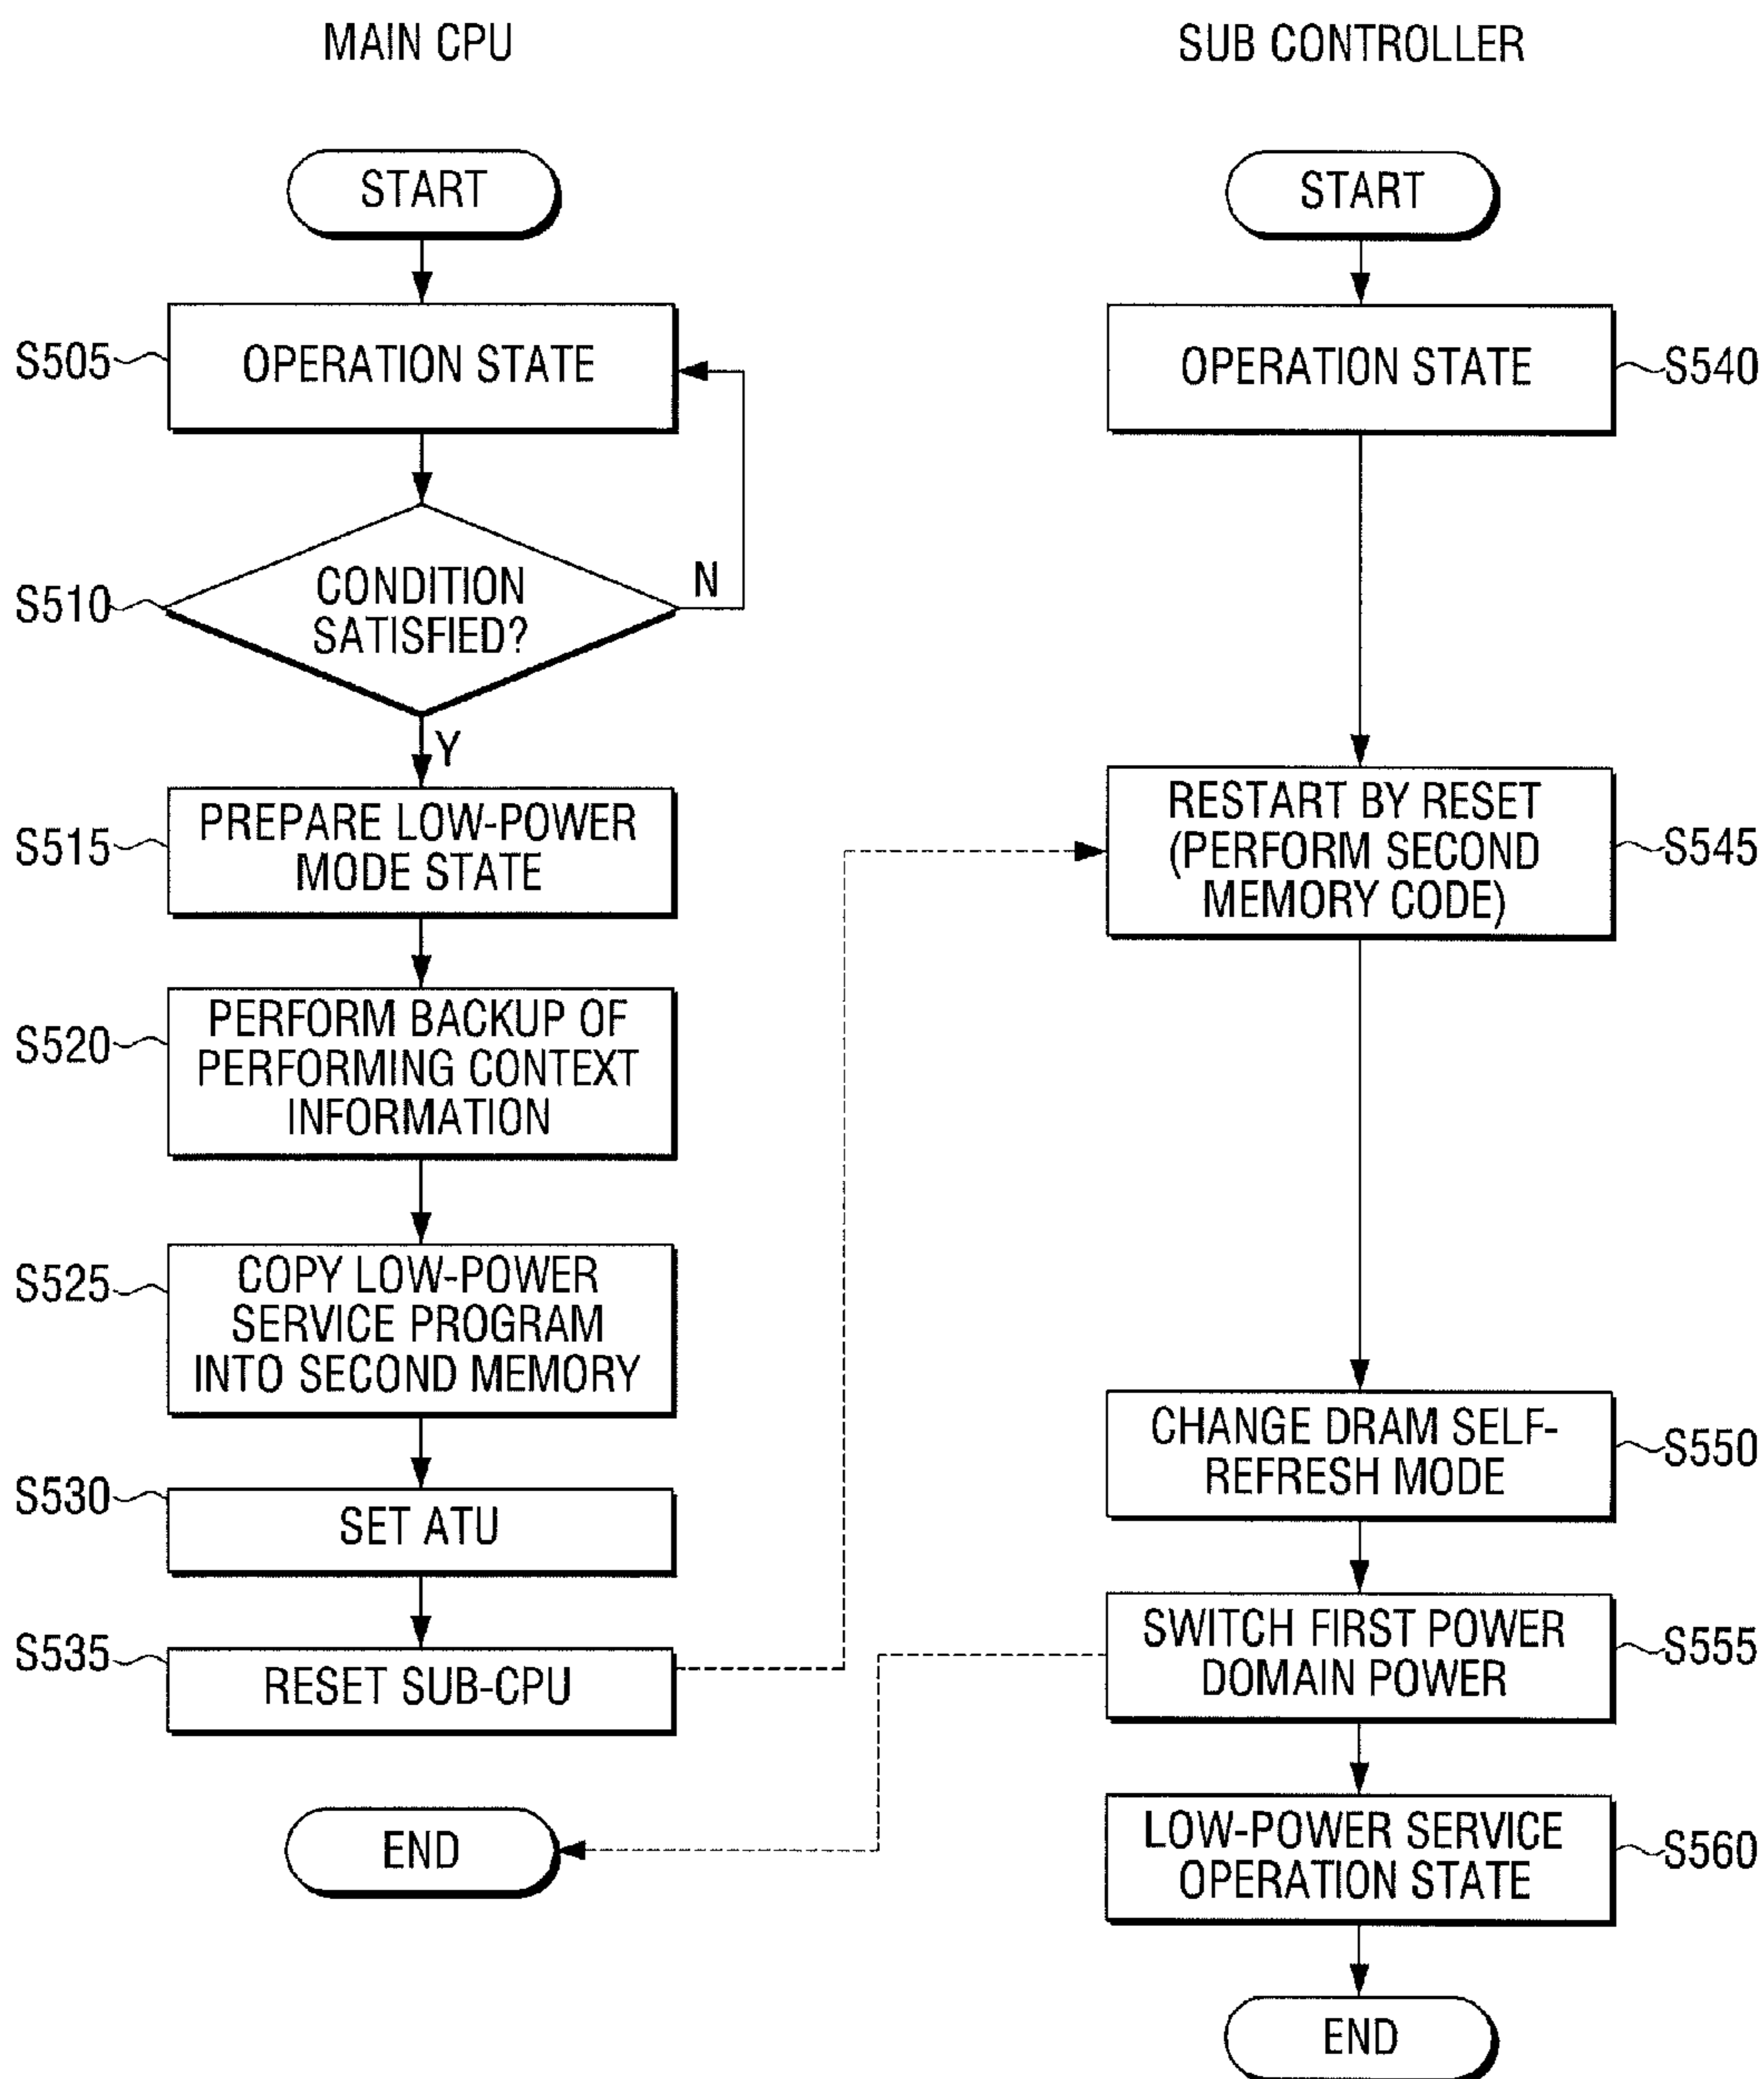 MAIN CPU
START
S505
OPERATION STATE
S510
CONDITION
SATISFIED?
N
Y
S515
PREPARE LOW-POWER
MODE STATE
S520
PERFORM BACKUP OF
PERFORMING CONTEXT
INFORMATION
S525
COPY LOW-POWER
SERVICE PROGRAM
INTO SECOND MEMORY
S530
SET ATU
S535
RESET SUB-CPU
END
SUB CONTROLLER
START
OPERATION STATE
S540
RESTART BY RESET
(PERFORM SECOND
MEMORY CODE)
S545
CHANGE DRAM SELF-
REFRESH MODE
S550
SWITCH FIRST POWER
DOMAIN POWER
S555
LOW-POWER SERVICE
OPERATION STATE
S560
END